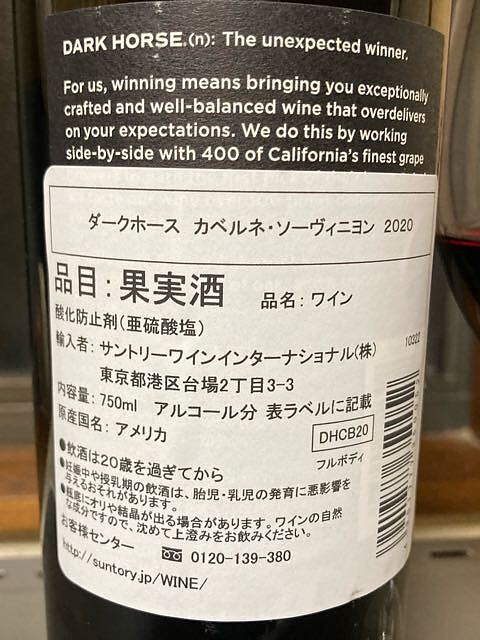 DARK HORSE.(n): The unexpected winner.
For us, winning means bringing you exceptionally
crafted and well-balanced wine that overdelivers
on your expectations. We do this by working
side-by-side with 400 of California's finest grape
ダークホース カベルネ・ソーヴィニヨン 2020
品目:果実酒 品名:ワイン
酸化防止剤(亜硫酸塩)
輸入者:サントリーワインインターナショナル(株)
東京都港区台場2丁目3-3
10322
内容量:750ml アルコール分 表ラベルに記載
原産国名:アメリカ
DHCB20
フルボディ
●飲酒は20歳を過ぎてから
●妊娠中や授乳期の飲酒は、胎児・乳児の発育に悪影響を
与えるおそれがあります。
●瓶底にオリや結晶が出る場合があります。ワインの自然
な成分ですので、沈めて上澄みをお飲みください。
お客様センター 0120-139-380
http://suntory.jp/WINE/